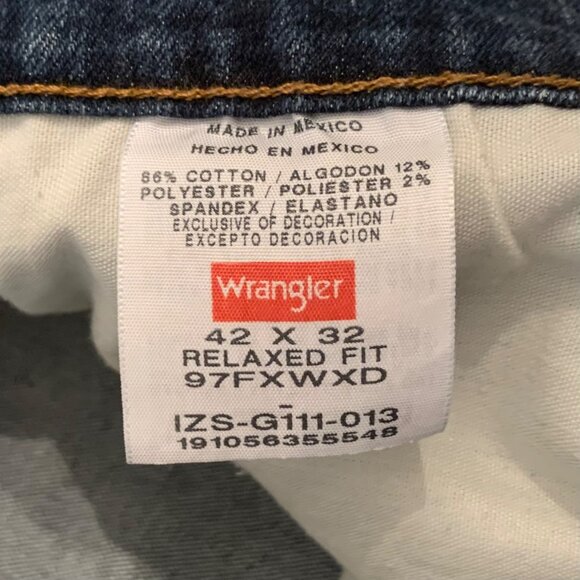 MADE IN MEXICO
HECHO EN MEXICO
86% COTTON / ALGODON 12%
POLYESTER / POLIESTER 2%
SPANDEX / ELASTANO
EXCLUSIVE OF DECORATION /
EXCEPTO DECORACION
Wrangler
42 X 32
RELAXED FIT
97FXWXD
IZS-G111-013
191056355548